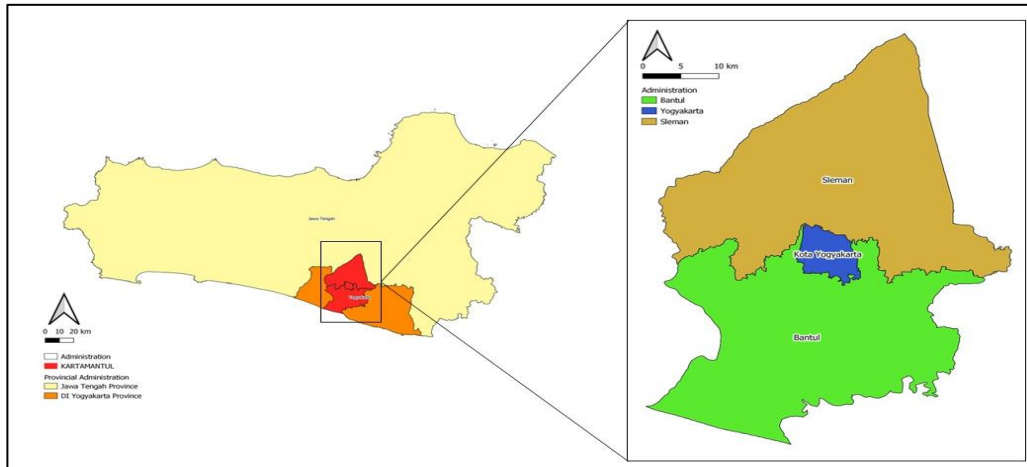 Jawa Tengah
Yogyakarta
0 10 20 km
Administration
KARTAMANTUL
Provincial Administration
Jawa Tengah Province
DI Yogyakarta Province
0 5 10 km
Administration
Bantul
Yogyakarta
Sleman
Sleman
Kota Yogyakarta
Bantul